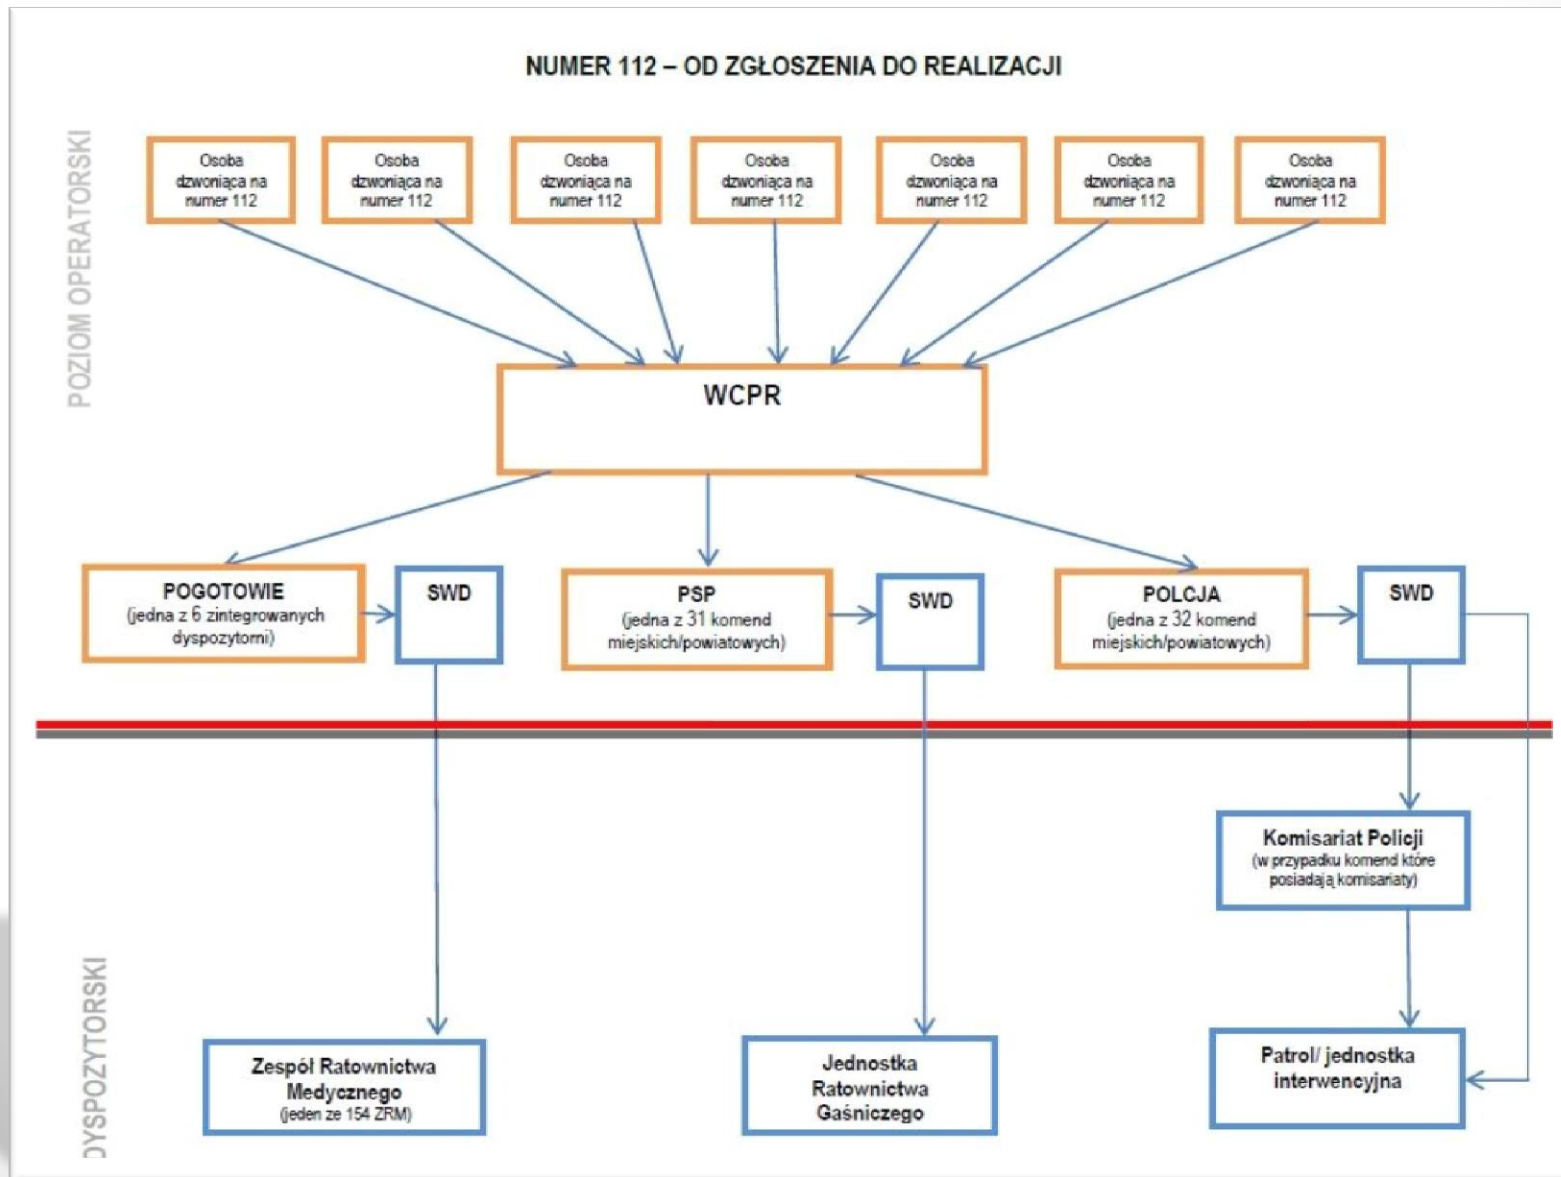 NUMER 112 – OD ZGŁOSZENIA DO REALIZACJI
POZIOM OPERATORSKI
Osoba
dzwoniąca na
numer 112
Osoba
dzwoniąca na
numer 112
Osoba
dzwoniąca na
numer 112
Osoba
dzwoniąca na
numer 112
Osoba
dzwoniąca na
numer 112
Osoba
dzwoniąca na
numer 112
Osoba
dzwoniąca na
numer 112
WCPR
POGOTOWIE
(jedna z 6 zintegrowanych
dyspozytorni)
SWD
PSP
(jedna z 31 komend
miejskich/powiatowych)
SWD
POLCJA
(jedna z 32 komend
miejskich/powiatowych)
SWD
Komisariat Policji
(w przypadku komend które
posiadają komisariaty)
DYSPOZYTORSKI
Zespół Ratownictwa
Medycznego
(jeden ze 154 ZRM)
Jednostka
Ratownictwa
Gaśniczego
Patrol/ jednostka
interwencyjna